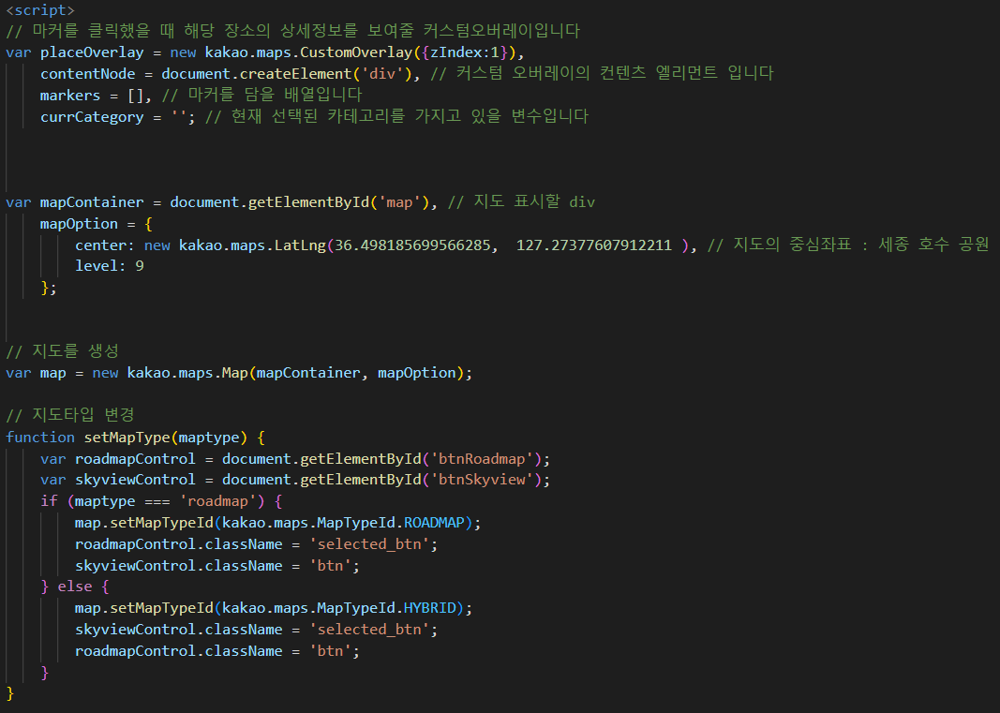 <script>
// 마커를 클릭했을 때 해당 장소의 상세정보를 보여줄 커스텀오버레이입니다
var placeOverlay = new kakao.maps.CustomOverlay({zIndex:1}),
    contentNode = document.createElement('div'), // 커스텀 오버레이의 컨텐츠 엘리먼트 입니다
    markers = [], // 마커를 담을 배열입니다
    currCategory = ''; // 현재 선택된 카테고리를 가지고 있을 변수입니다
var mapContainer = document.getElementById('map'), // 지도 표시할 div
    mapOption = {
        center: new kakao.maps.LatLng(36.498185699566285,  127.27377607912211 ), // 지도의 중심좌표 : 세종 호수 공원
        level: 9
    };
// 지도를 생성
var map = new kakao.maps.Map(mapContainer, mapOption);
// 지도타입 변경
function setMapType(maptype) {
    var roadmapControl = document.getElementById('btnRoadmap');
    var skyviewControl = document.getElementById('btnSkyview');
    if (maptype === 'roadmap') {
        map.setMapTypeId(kakao.maps.MapTypeId.ROADMAP);
        roadmapControl.className = 'selected_btn';
        skyviewControl.className = 'btn';
    } else {
        map.setMapTypeId(kakao.maps.MapTypeId.HYBRID);
        skyviewControl.className = 'selected_btn';
        roadmapControl.className = 'btn';
    }
}